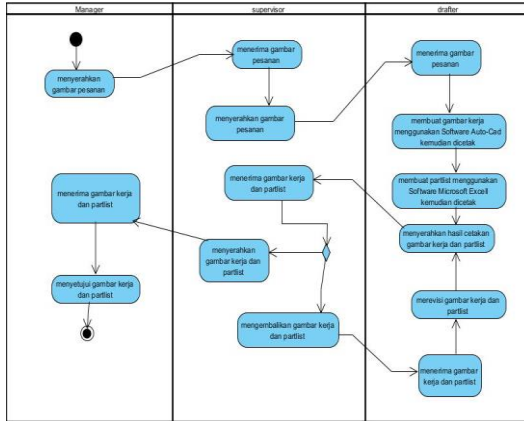 Manager
supervisor
drafter
menyerahkan
gambar pesanan
menerima gambar
pesanan
menyerahkan gambar
pesanan
menerima gambar
pesanan
membuat gambar kerja
menggunakan Software Auto-Cad
kemudian dicetak
membuat partlist menggunakan
Software Microsoft Excell
kemudian dicetak
menyerahkan hasil cetakan
gambar kerja dan partlist
menerima gambar kerja
dan partlist
menyerahkan
gambar kerja dan
partlist
menerima gambar kerja
dan partlist
menyetujui gambar kerja
dan partlist
mengembalikan gambar kerja
dan partlist
menerima gambar
kerja dan partlist
merevisi gambar kerja dan
partlist